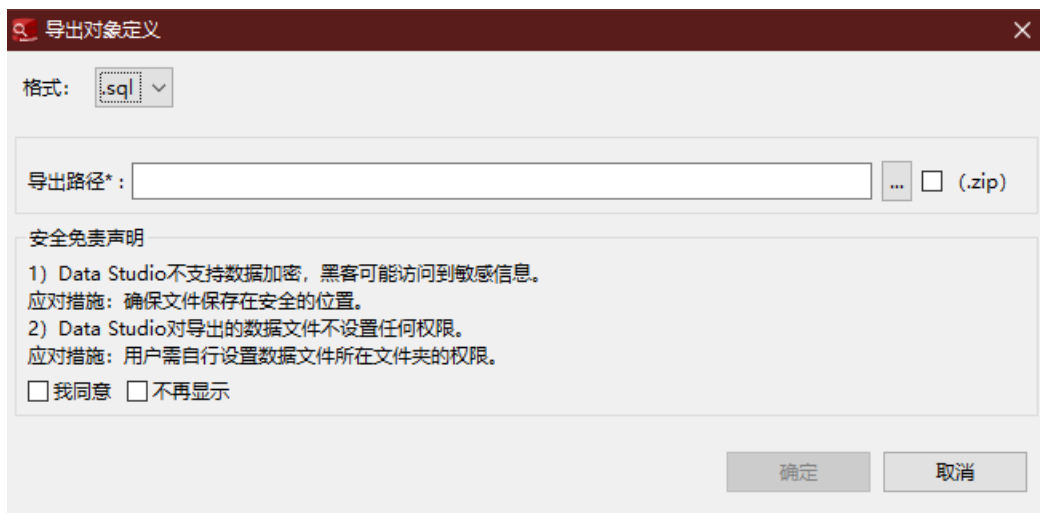 导出对象定义
格式： .sql
导出路径*： ... (.zip)
安全免责声明
1）Data Studio不支持数据加密，黑客可能访问到敏感信息。
应对措施：确保文件保存在安全的位置。
2）Data Studio对导出的数据文件不设置任何权限。
应对措施：用户需自行设置数据文件所在文件夹的权限。
我同意 不再显示
确定 取消